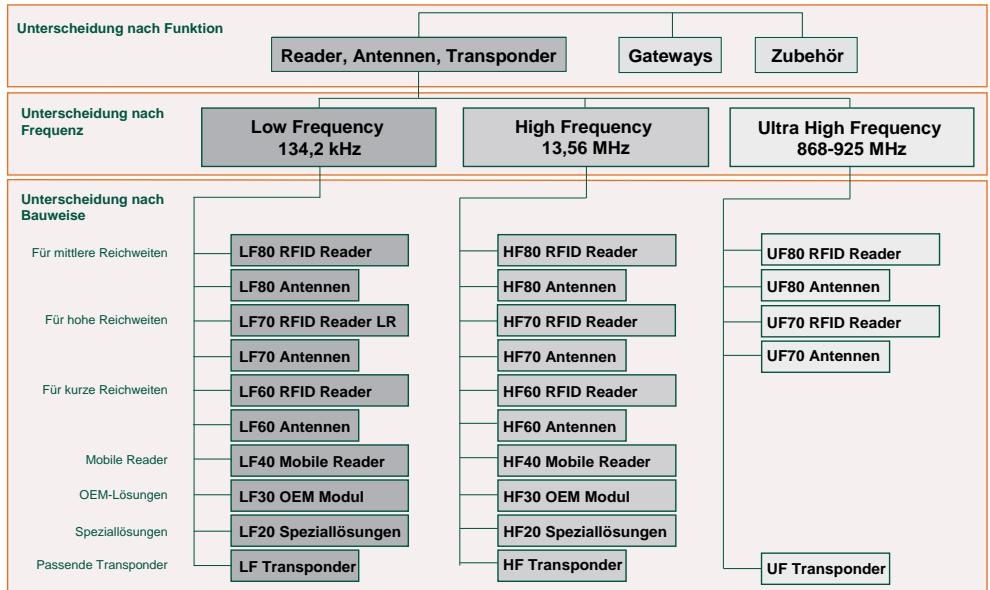 Unterscheidung nach Funktion
Reader, Antennen, Transponder
Gateways
Zubehör
Unterscheidung nach
Frequenz
Low Frequency
134,2 kHz
High Frequency
13,56 MHz
Ultra High Frequency
868-925 MHz
Unterscheidung nach
Bauweise
Für mittlere Reichweiten
LF80 RFID Reader
HF80 RFID Reader
UF80 RFID Reader
LF80 Antennen
HF80 Antennen
UF80 Antennen
Für hohe Reichweiten
LF70 RFID Reader LR
HF70 RFID Reader
UF70 RFID Reader
LF70 Antennen
HF70 Antennen
UF70 Antennen
Für kurze Reichweiten
LF60 RFID Reader
HF60 RFID Reader
LF60 Antennen
HF60 Antennen
Mobile Reader
LF40 Mobile Reader
HF40 Mobile Reader
OEM-Lösungen
LF30 OEM Modul
HF30 OEM Modul
Speziallösungen
LF20 Speziallösungen
HF20 Speziallösungen
Passende Transponder
LF Transponder
HF Transponder
UF Transponder